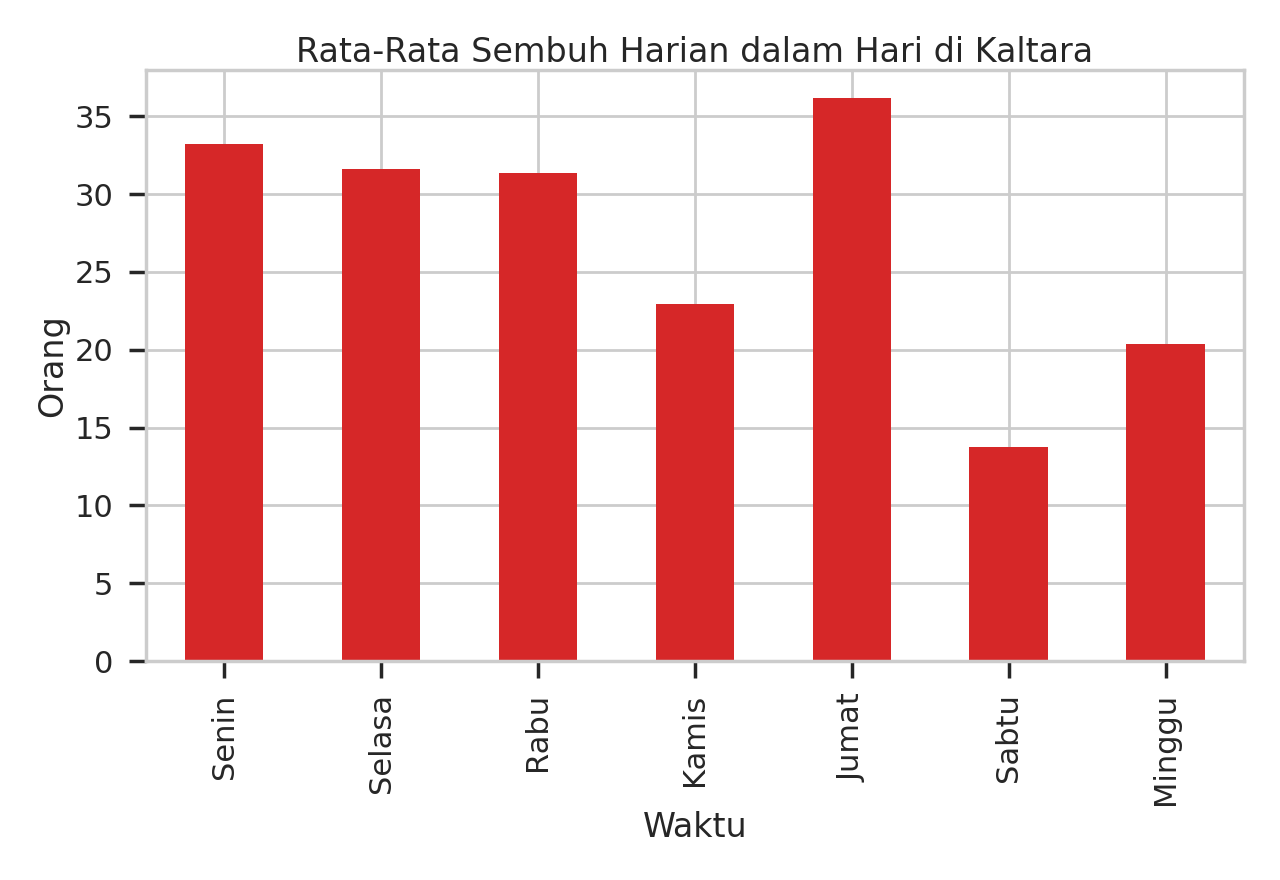 Rata-Rata Sembuh Harian dalam Hari di Kaltara
Orang
35
30
25
20
15
10
5
0
Senin
Selasa
Rabu
Kamis
Jumat
Sabtu
Minggu
Waktu